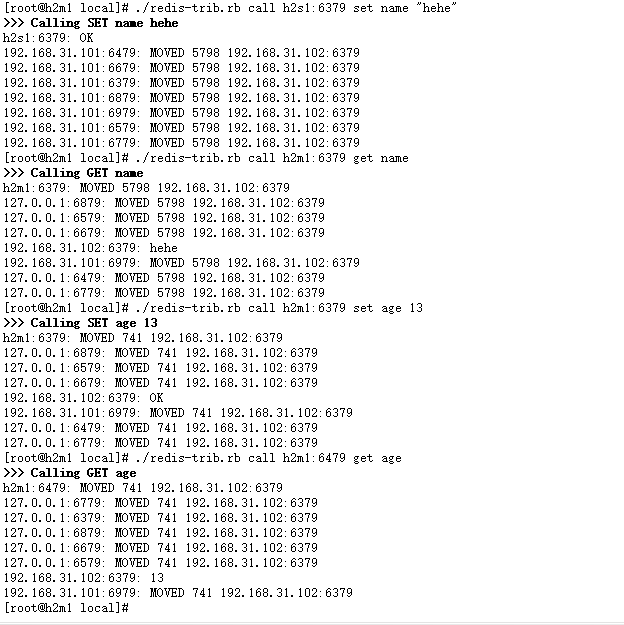 [root@h2m1 local]# ./redis-trib.rb call h2s1:6379 set name "hehe"
>>> Calling SET name hehe
h2s1:6379: OK
192.168.31.101:6479: MOVED 5798 192.168.31.102:6379
192.168.31.101:6679: MOVED 5798 192.168.31.102:6379
192.168.31.101:6379: MOVED 5798 192.168.31.102:6379
192.168.31.101:6879: MOVED 5798 192.168.31.102:6379
192.168.31.101:6979: MOVED 5798 192.168.31.102:6379
192.168.31.101:6579: MOVED 5798 192.168.31.102:6379
192.168.31.101:6779: MOVED 5798 192.168.31.102:6379
[root@h2m1 local]# ./redis-trib.rb call h2m1:6379 get name
>>> Calling GET name
h2m1:6379: MOVED 5798 192.168.31.102:6379
127.0.0.1:6879: MOVED 5798 192.168.31.102:6379
127.0.0.1:6579: MOVED 5798 192.168.31.102:6379
127.0.0.1:6679: MOVED 5798 192.168.31.102:6379
192.168.31.102:6379: hehe
192.168.31.101:6979: MOVED 5798 192.168.31.102:6379
127.0.0.1:6479: MOVED 5798 192.168.31.102:6379
127.0.0.1:6779: MOVED 5798 192.168.31.102:6379
[root@h2m1 local]# ./redis-trib.rb call h2m1:6379 set age 13
>>> Calling SET age 13
h2m1:6379: MOVED 741 192.168.31.102:6379
127.0.0.1:6879: MOVED 741 192.168.31.102:6379
127.0.0.1:6579: MOVED 741 192.168.31.102:6379
127.0.0.1:6679: MOVED 741 192.168.31.102:6379
192.168.31.102:6379: OK
192.168.31.101:6979: MOVED 741 192.168.31.102:6379
127.0.0.1:6479: MOVED 741 192.168.31.102:6379
127.0.0.1:6779: MOVED 741 192.168.31.102:6379
[root@h2m1 local]# ./redis-trib.rb call h2m1:6479 get age
>>> Calling GET age
h2m1:6479: MOVED 741 192.168.31.102:6379
127.0.0.1:6779: MOVED 741 192.168.31.102:6379
127.0.0.1:6379: MOVED 741 192.168.31.102:6379
127.0.0.1:6879: MOVED 741 192.168.31.102:6379
127.0.0.1:6679: MOVED 741 192.168.31.102:6379
127.0.0.1:6579: MOVED 741 192.168.31.102:6379
192.168.31.102:6379: 13
192.168.31.101:6979: MOVED 741 192.168.31.102:6379
[root@h2m1 local]#